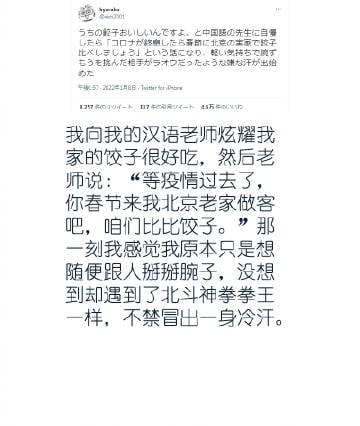 hyoraku
うちの餃子おいしいんですよ、と中国語の先生に自慢
したら「コロナが終息したら春節に北京の実家で餃子
比べしましょう」という話になり、軽い気持ちで腕ず
もうを挑んだ相手がラオウだったような嫌な汗が出始
めた
午後1:57 · 2022年1月8日 · Twitter for iPhone
件のリツイート 117 件の引用ツイート 件のいいね
我向我的汉语老师炫耀我
家的饺子很好吃，然后老
师说：“等疫情过去了，
你春节来我北京老家做客
吧，咱们比比饺子。”那
一刻我感觉我原本只是想
随便跟人掰掰腕子，没想
到却遇到了北斗神拳拳王
一样，不禁冒出一身冷汗。